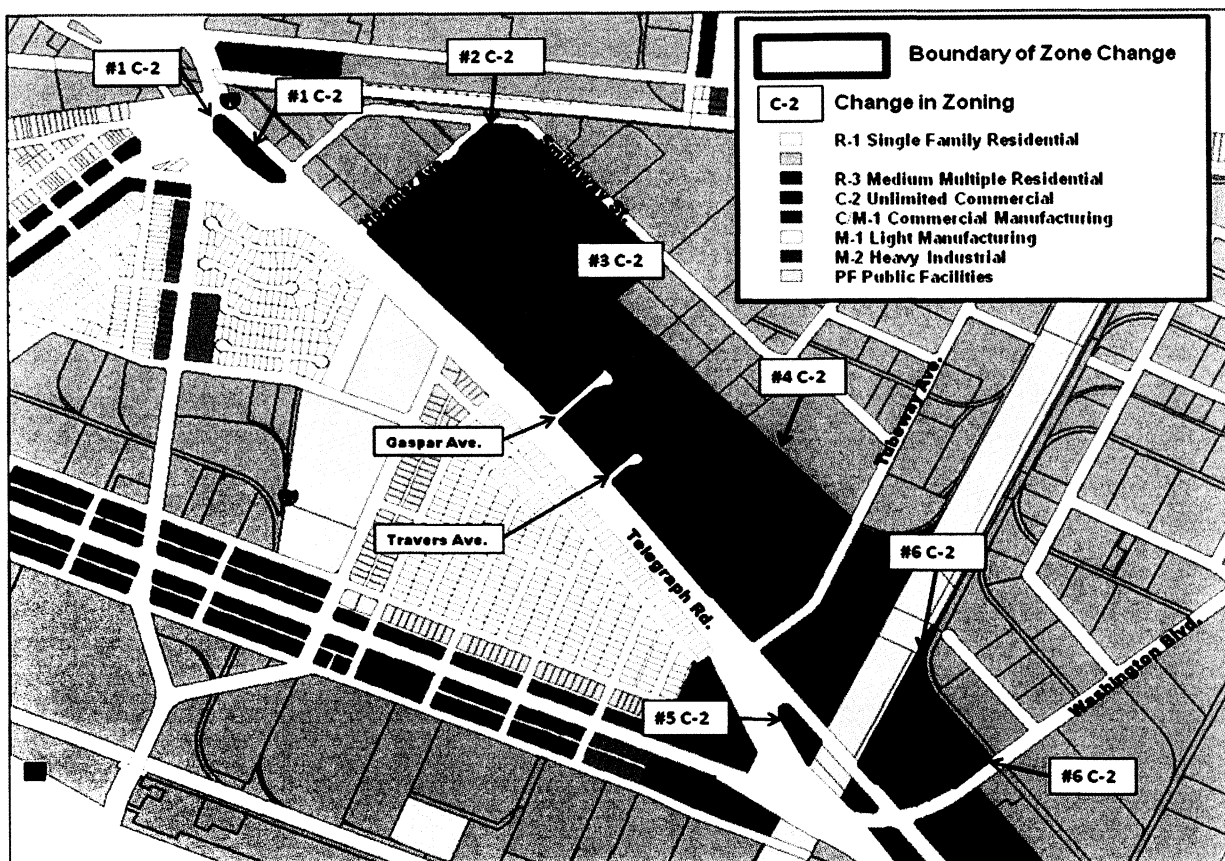 #1 C-2
#1 C-2
#2 C-2
Boundary of Zone Change
C-2 Change in Zoning
R-1 Single Family Residential
R-3 Medium Multiple Residential
C-2 Unlimited Commercial
C/M-1 Commercial Manufacturing
M-1 Light Manufacturing
M-2 Heavy Industrial
PF Public Facilities
#3 C-2
#4 C-2
Tubeway Ave.
Gaspar Ave.
Travers Ave.
Telegraph Rd.
#6 C-2
Washington Blvd.
#5 C-2
#6 C-2